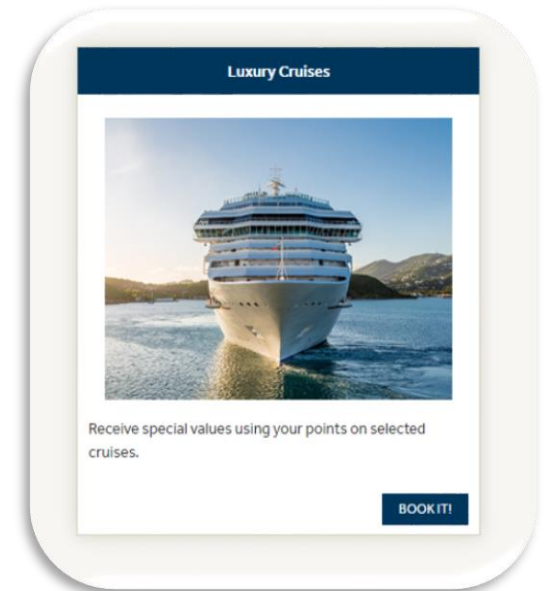 Luxury Cruises
Receive special values using your points on selected
cruises.
BOOK IT!